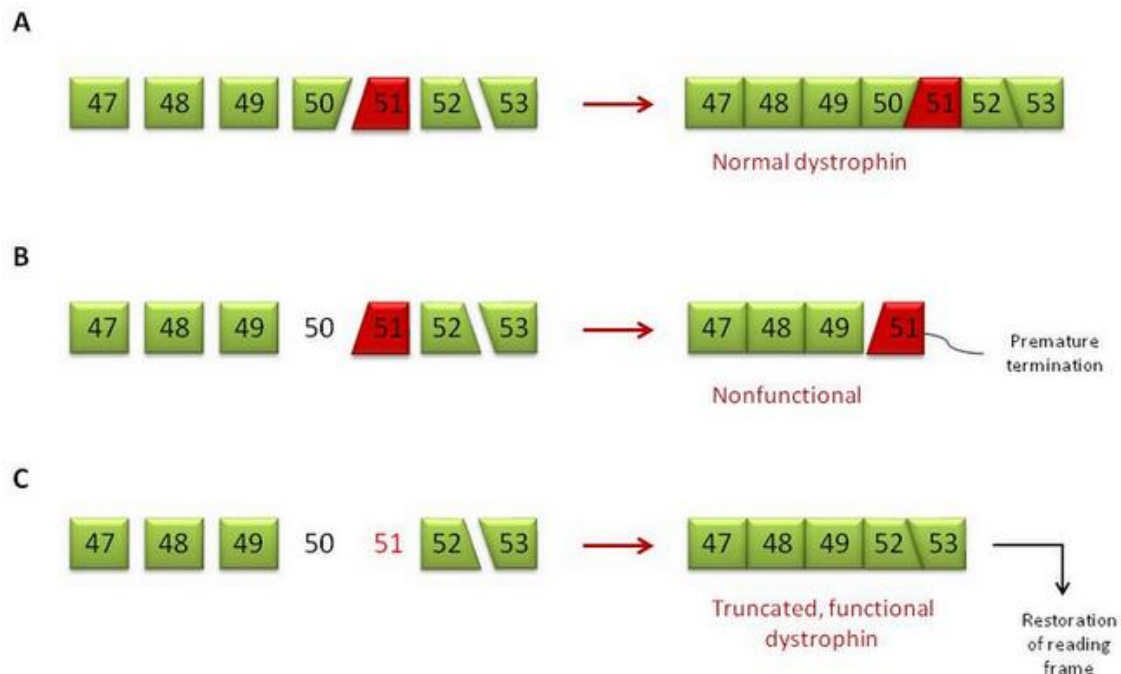 A
47 48 49 50 51 52 53 47 48 49 50 51 52 53
Normal dystrophin
B
47 48 49 50 51 52 53 47 48 49 51
Premature
termination
Nonfunctional
C
47 48 49 50 51 52 53 47 48 49 52 53
Truncated, functional
dystrophin
Restoration
of reading
frame